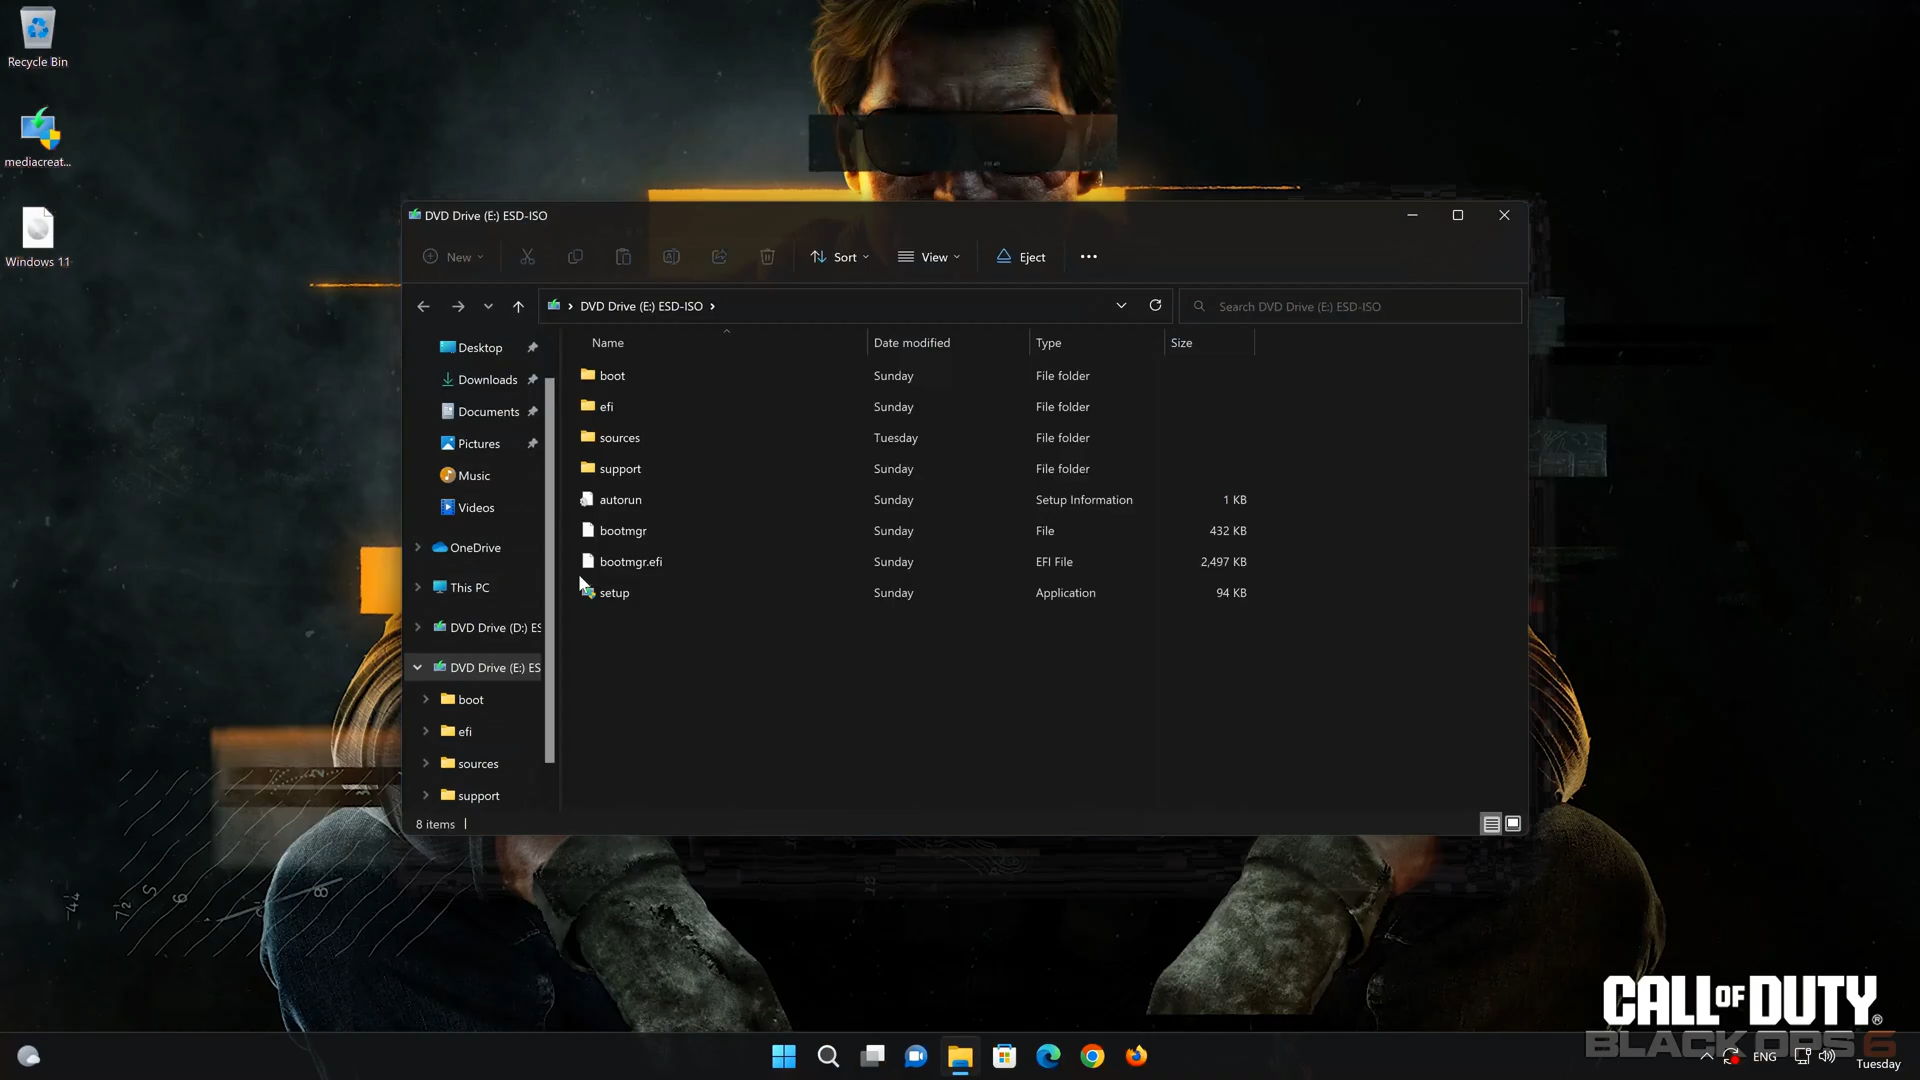 Recycle Bin
mediacreat...
Windows 11
DVD Drive (E:) ESD-ISO
New
Sort
View
Eject
DVD Drive (E:) ESD-ISO
Search DVD Drive (E:) ESD-ISO
Name
Date modified
Type
Size
boot
Sunday
File folder
efi
Sunday
File folder
sources
Tuesday
File folder
support
Sunday
File folder
autorun
Sunday
Setup Information
1 KB
bootmgr
Sunday
File
432 KB
bootmgr.efi
Sunday
EFI File
2,497 KB
setup
Sunday
Application
94 KB
Desktop
Downloads
Documents
Pictures
Music
Videos
OneDrive
This PC
DVD Drive (D:) ES
DVD Drive (E:) ES
boot
efi
sources
support
8 items
CALL OF DUTY®
BLACK OPS 6
ENG
Tuesday